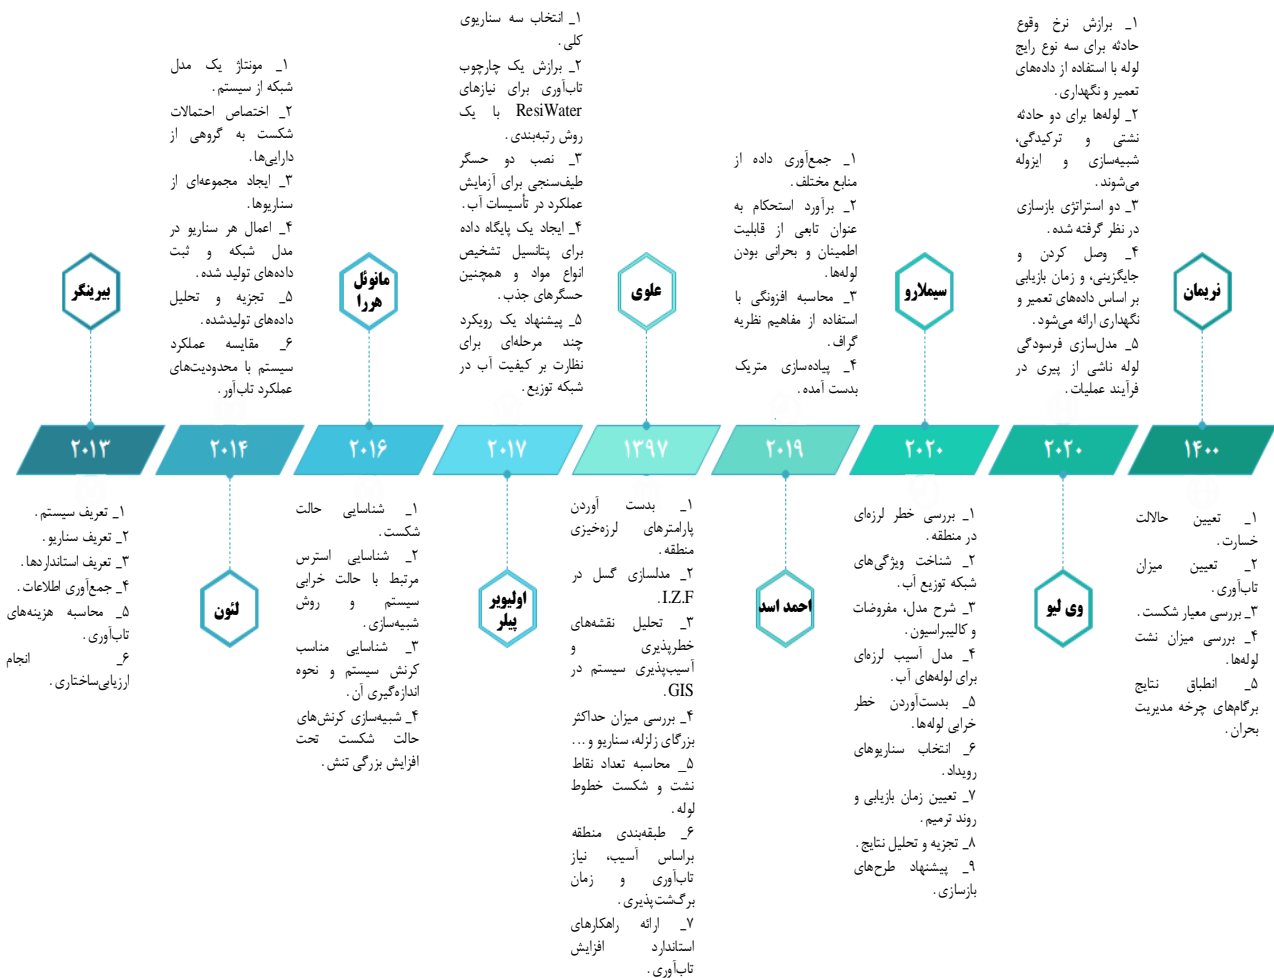 بیرینگر
۲۰۱۳
۱_ تعریف سیستم.
۲_ تعریف سناریو.
۳_ تعریف استانداردها.
۴_ جمع‌آوری اطلاعات.
۵_ محاسبه هزینه‌های
تاب‌آوری.
۶_ انجام
ارزیابی‌ساختاری.
۱_ مونتاژ یک مدل
شبکه از سیستم.
۲_ اختصاص احتمالات
شکست به گروهی از
دارایی‌ها.
۳_ ایجاد مجموعه‌ای از
سناریوها.
۴_ اعمال هر سناریو در
مدل شبکه و ثبت
داده‌های تولید شده.
۵_ تجزیه و تحلیل
داده‌های تولیدشده.
۶_ مقایسه عملکرد
سیستم با محدودیت‌های
عملکرد تاب‌آور.
۲۰۱۴
لئون
مانوئل
هررا
۲۰۱۶
۱_ شناسایی حالت
شکست.
۲_ شناسایی استرس
مرتبط با حالت خرابی
سیستم و روش
شبیه‌سازی.
۳_ شناسایی مناسب
کرنش سیستم و نحوه
اندازه‌گیری آن.
۴_ شبیه‌سازی کرنش‌های
حالت شکست تحت
افزایش بزرگی تنش.
۱_ انتخاب سه سناریوی
کلی.
۲_ برازش یک چارچوب
تاب‌آوری برای نیازهای
ResiWater با یک
روش رتبه‌بندی.
۳_ نصب دو حسگر
طیف‌سنجی برای آزمایش
عملکرد در تأسیسات آب.
۴_ ایجاد یک پایگاه داده
برای پتانسیل تشخیص
انواع مواد و همچنین
حسگرهای جذب.
۵_ پیشنهاد یک رویکرد
چند مرحله‌ای برای
نظارت بر کیفیت آب در
شبکه توزیع.
۲۰۱۷
اولیویر
پیلر
علوی
۱۳۹۷
۱_ بدست آوردن
پارامترهای لرزه‌خیزی
منطقه.
۲_ مدلسازی گسل در
I.Z.F.
۳_ تحلیل نقشه‌های
خطرپذیری و
آسیب‌پذیری سیستم در
GIS.
۴_ بررسی میزان حداکثر
بزرگای زلزله، سناریو و...
۵_ محاسبه تعداد نقاط
نشت و شکست خطوط
لوله.
۶_ طبقه‌بندی منطقه
براساس آسیب، نیاز
تاب‌آوری و زمان
برگشت‌پذیری.
۷_ ارائه راهکارهای
استاندارد افزایش
تاب‌آوری.
۱_ جمع‌آوری داده از
منابع مختلف.
۲_ برآورد استحکام به
عنوان تابعی از قابلیت
اطمینان و بحرانی بودن
لوله‌ها.
۳_ محاسبه افزونگی با
استفاده از مفاهیم نظریه
گراف.
۴_ پیاده‌سازی متریک
بدست آمده.
۲۰۱۹
احمد اسد
سیملارو
۲۰۲۰
۱_ بررسی خطر لرزه‌ای
در منطقه.
۲_ شناخت ویژگی‌های
شبکه توزیع آب.
۳_ شرح مدل، مفروضات
و کالیبراسیون.
۴_ مدل آسیب لرزه‌ای
برای لوله‌های آب.
۵_ بدست‌آوردن خطر
خرابی لوله‌ها.
۶_ انتخاب سناریوهای
رویداد.
۷_ تعیین زمان بازیابی و
روند ترمیم.
۸_ تجزیه و تحلیل نتایج.
۹_ پیشنهاد طرح‌های
بازسازی.
۱_ برازش نرخ وقوع
حادثه برای سه نوع رایج
لوله با استفاده از داده‌های
تعمیر و نگهداری.
۲_ لوله‌ها برای دو حادثه
نشتی و ترکیدگی،
شبیه‌سازی و ایزوله
می‌شوند.
۳_ دو استراتژی بازسازی
در نظر گرفته شده.
۴_ وصل کردن و
جایگزینی، و زمان بازیابی
بر اساس داده‌های تعمیر و
نگهداری ارائه می‌شود.
۵_ مدل‌سازی فرسودگی
لوله ناشی از پیری در
فرآیند عملیات.
۲۰۲۰
وی لیو
نریمان
۱۴۰۰
۱_ تعیین حالالت
خسارت.
۲_ تعیین میزان
تاب‌آوری.
۳_ بررسی معیار شکست.
۴_ بررسی میزان نشت
لوله‌ها.
۵_ انطباق نتایج
برگام‌های چرخه مدیریت
بحران.